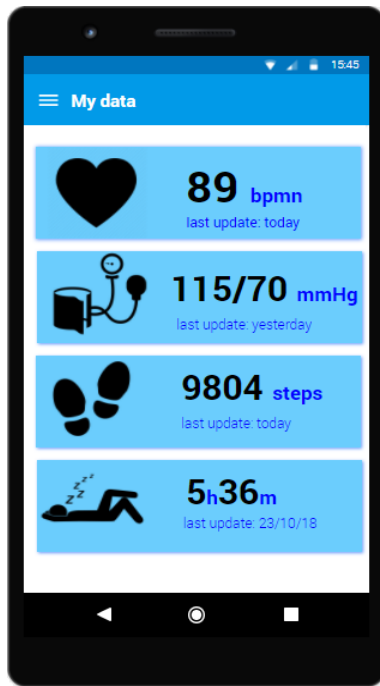 15:45
My data
89 bpmn
last update: today
115/70 mmHg
last update: yesterday
9804 steps
last update: today
z z z z z z
5h36m
last update: 23/10/18